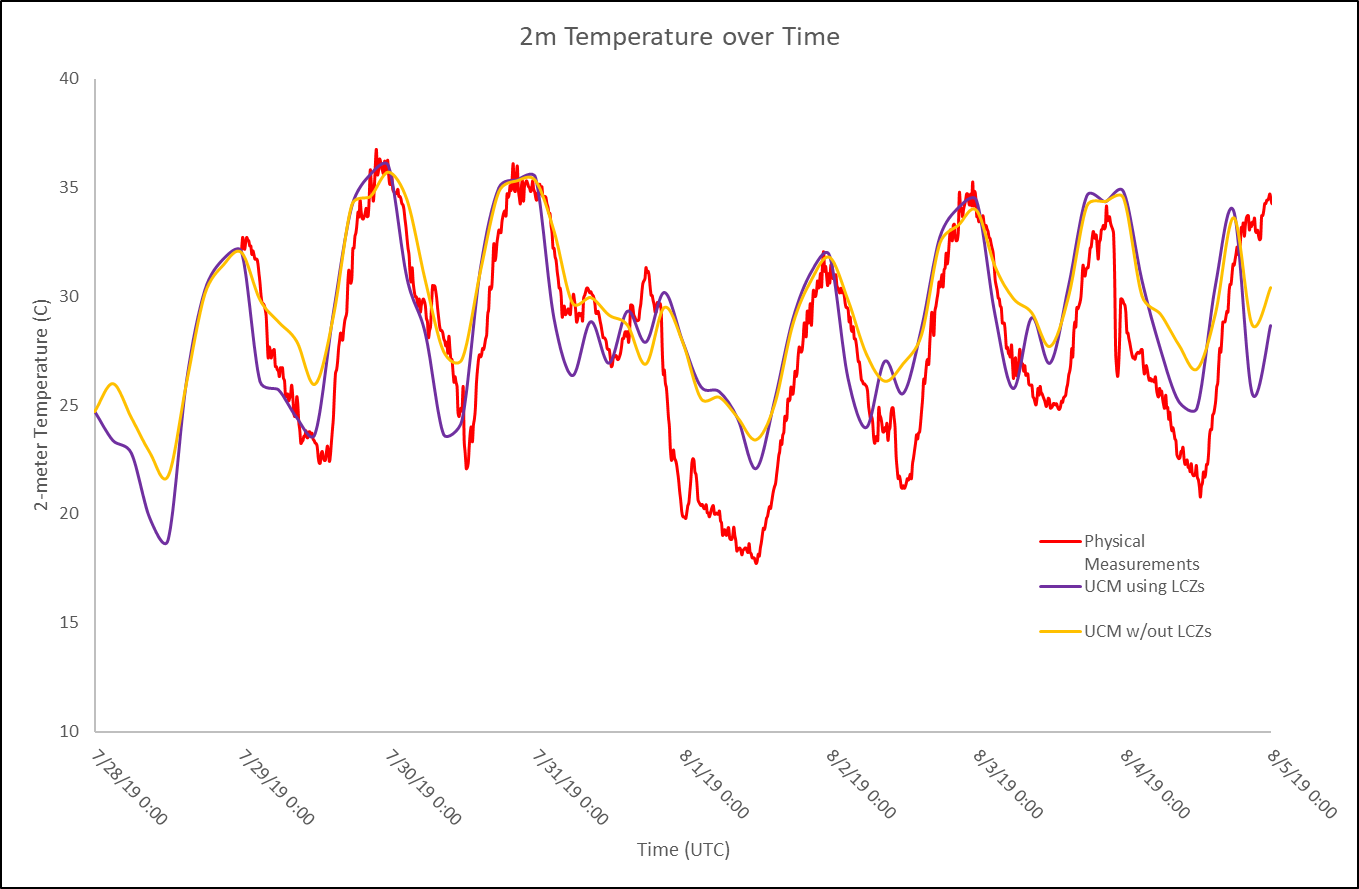 2m Temperature over Time
2-meter Temperature (C)
40
35
30
25
20
15
10
7/28/19 0:00
7/29/19 0:00
7/30/19 0:00
7/31/19 0:00
8/1/19 0:00
8/2/19 0:00
8/3/19 0:00
8/4/19 0:00
8/5/19 0:00
Time (UTC)
Physical
Measurements
UCM using LCZs
UCM w/out LCZs